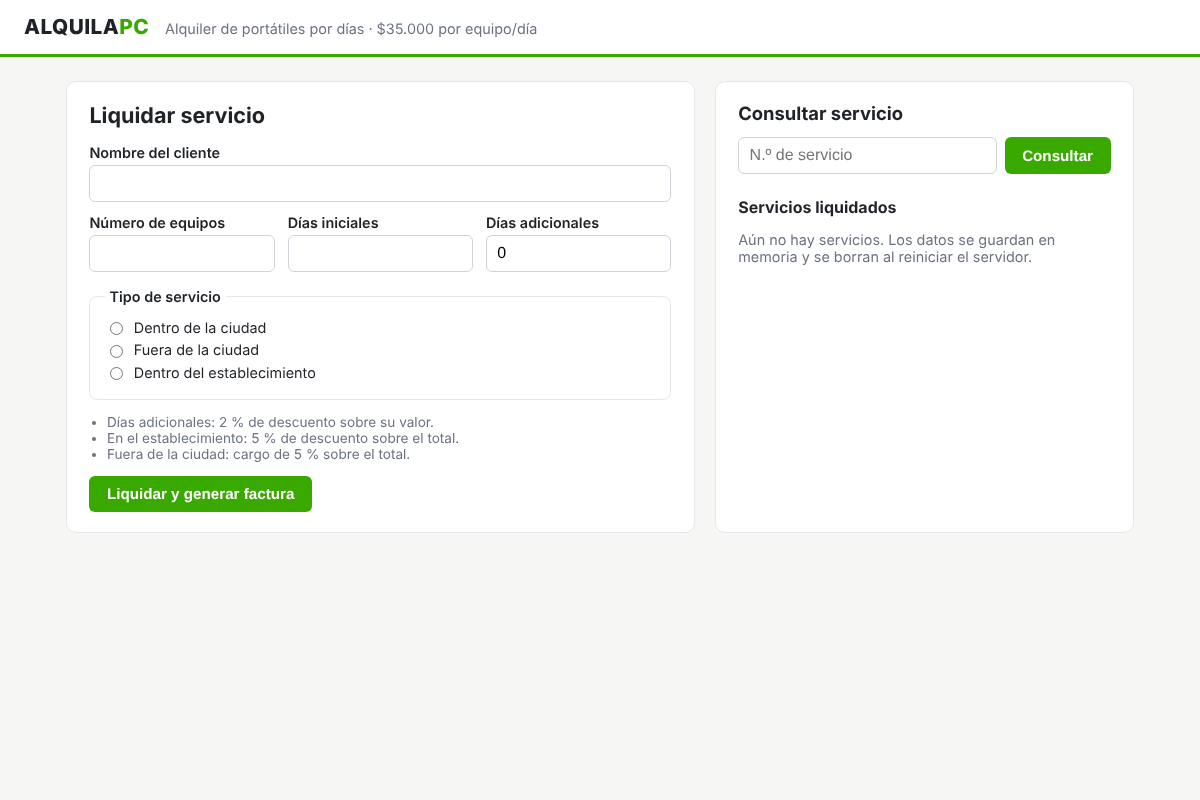 ALQUILAPC
Alquiler de portátiles por días · $35.000 por equipo/día
Liquidar servicio
Nombre del cliente
Número de equipos
Días iniciales
Días adicionales
0
Tipo de servicio
Dentro de la ciudad
Fuera de la ciudad
Dentro del establecimiento
• Días adicionales: 2 % de descuento sobre su valor.
• En el establecimiento: 5 % de descuento sobre el total.
• Fuera de la ciudad: cargo de 5 % sobre el total.
Liquidar y generar factura
Consultar servicio
N.º de servicio
Consultar
Servicios liquidados
Aún no hay servicios. Los datos se guardan en
memoria y se borran al reiniciar el servidor.